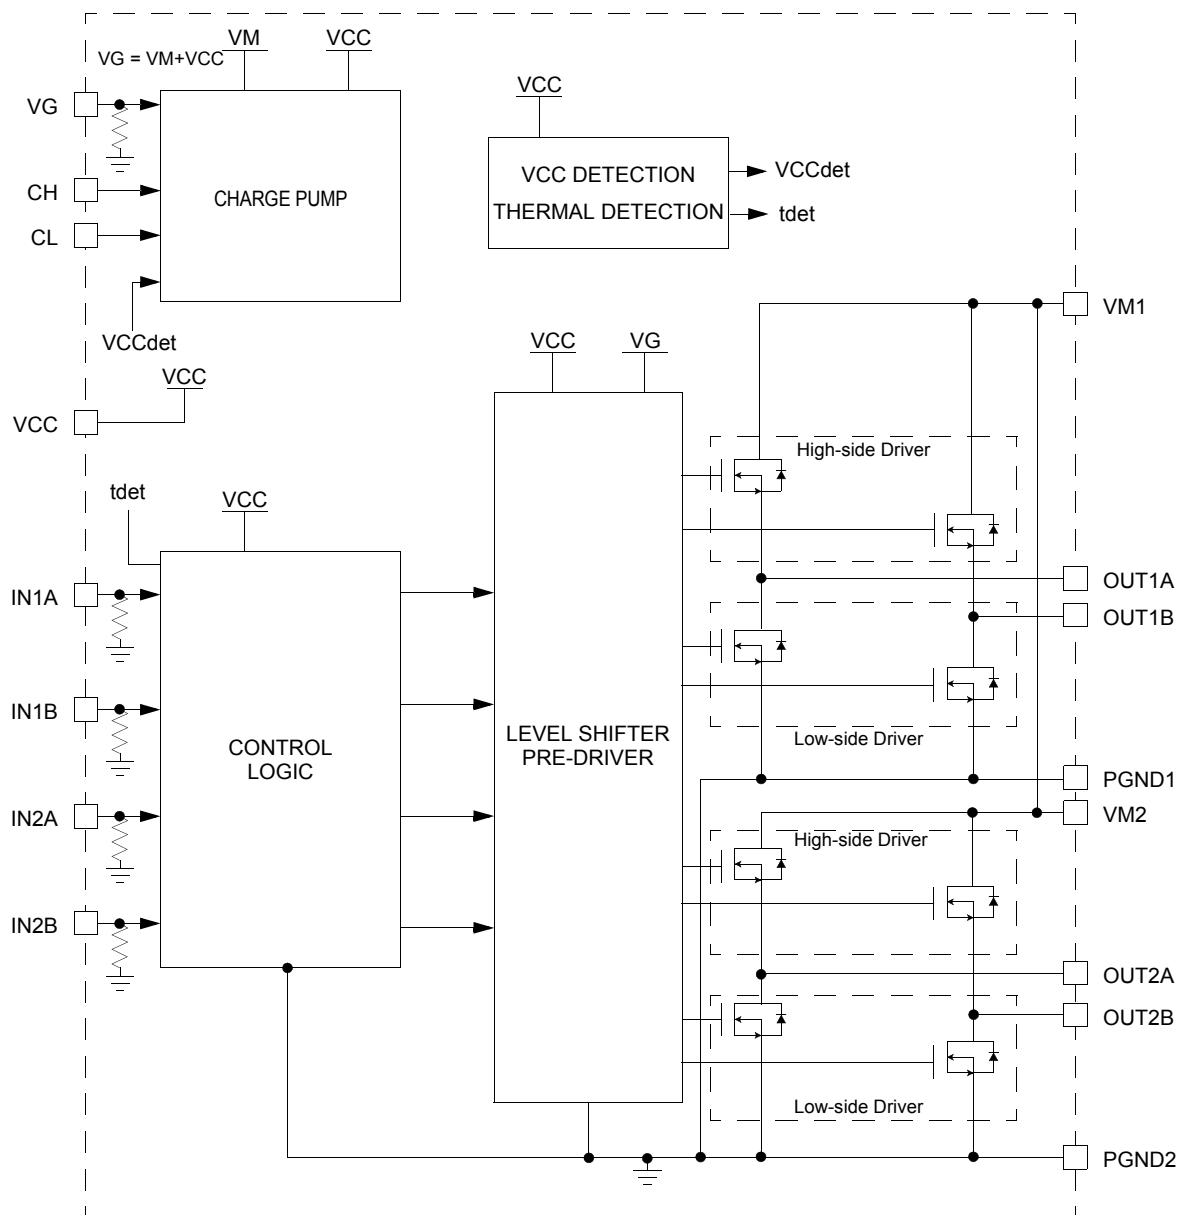 VM
VCC
VG = VM+VCC
VG
CH
CHARGE PUMP
CL
VCCdet
VCC
VCC DETECTION
THERMAL DETECTION
VCCdet
tdet
VM1
VCC
VCC
VCC
VG
High-side Driver
tdet
VCC
IN1A
OUT1A
OUT1B
IN1B
CONTROL
LOGIC
LEVEL SHIFTER
PRE-DRIVER
Low-side Driver
PGND1
VM2
IN2A
High-side Driver
IN2B
OUT2A
OUT2B
Low-side Driver
PGND2